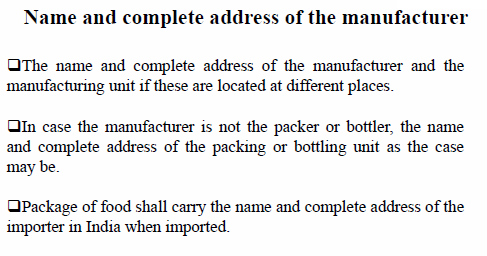 Name and complete address of the manufacturer
❑The name and complete address of the manufacturer and the
manufacturing unit if these are located at different places.
❑In case the manufacturer is not the packer or bottler, the name
and complete address of the packing or bottling unit as the case
may be.
❑Package of food shall carry the name and complete address of the
importer in India when imported.